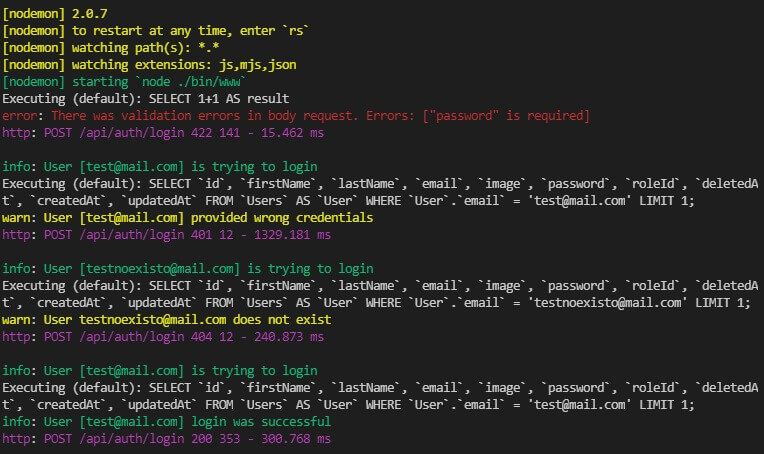 [nodemon] 2.0.7
[nodemon] to restart at any time, enter `rs`
[nodemon] watching path(s): *.*
[nodemon] watching extensions: js,mjs,json
[nodemon] starting `node ./bin/www`
Executing (default): SELECT 1+1 AS result
error: There was validation errors in body request. Errors: ["password" is required]
http: POST /api/auth/login 422 141 - 15.462 ms
info: User [test@mail.com] is trying to login
Executing (default): SELECT `id`, `firstName`, `lastName`, `email`, `image`, `password`, `roleId`, `deletedA
t`, `createdAt`, `updatedAt` FROM `Users` AS `User` WHERE `User`.`email` = 'test@mail.com' LIMIT 1;
warn: User [test@mail.com] provided wrong credentials
http: POST /api/auth/login 401 12 - 1329.181 ms
info: User [testnoexisto@mail.com] is trying to login
Executing (default): SELECT `id`, `firstName`, `lastName`, `email`, `image`, `password`, `roleId`, `deletedA
t`, `createdAt`, `updatedAt` FROM `Users` AS `User` WHERE `User`.`email` = 'testnoexisto@mail.com' LIMIT 1;
warn: User testnoexisto@mail.com does not exist
http: POST /api/auth/login 404 12 - 240.873 ms
info: User [test@mail.com] is trying to login
Executing (default): SELECT `id`, `firstName`, `lastName`, `email`, `image`, `password`, `roleId`, `deletedA
t`, `createdAt`, `updatedAt` FROM `Users` AS `User` WHERE `User`.`email` = 'test@mail.com' LIMIT 1;
info: User [test@mail.com] login was successful
http: POST /api/auth/login 200 353 - 300.768 ms